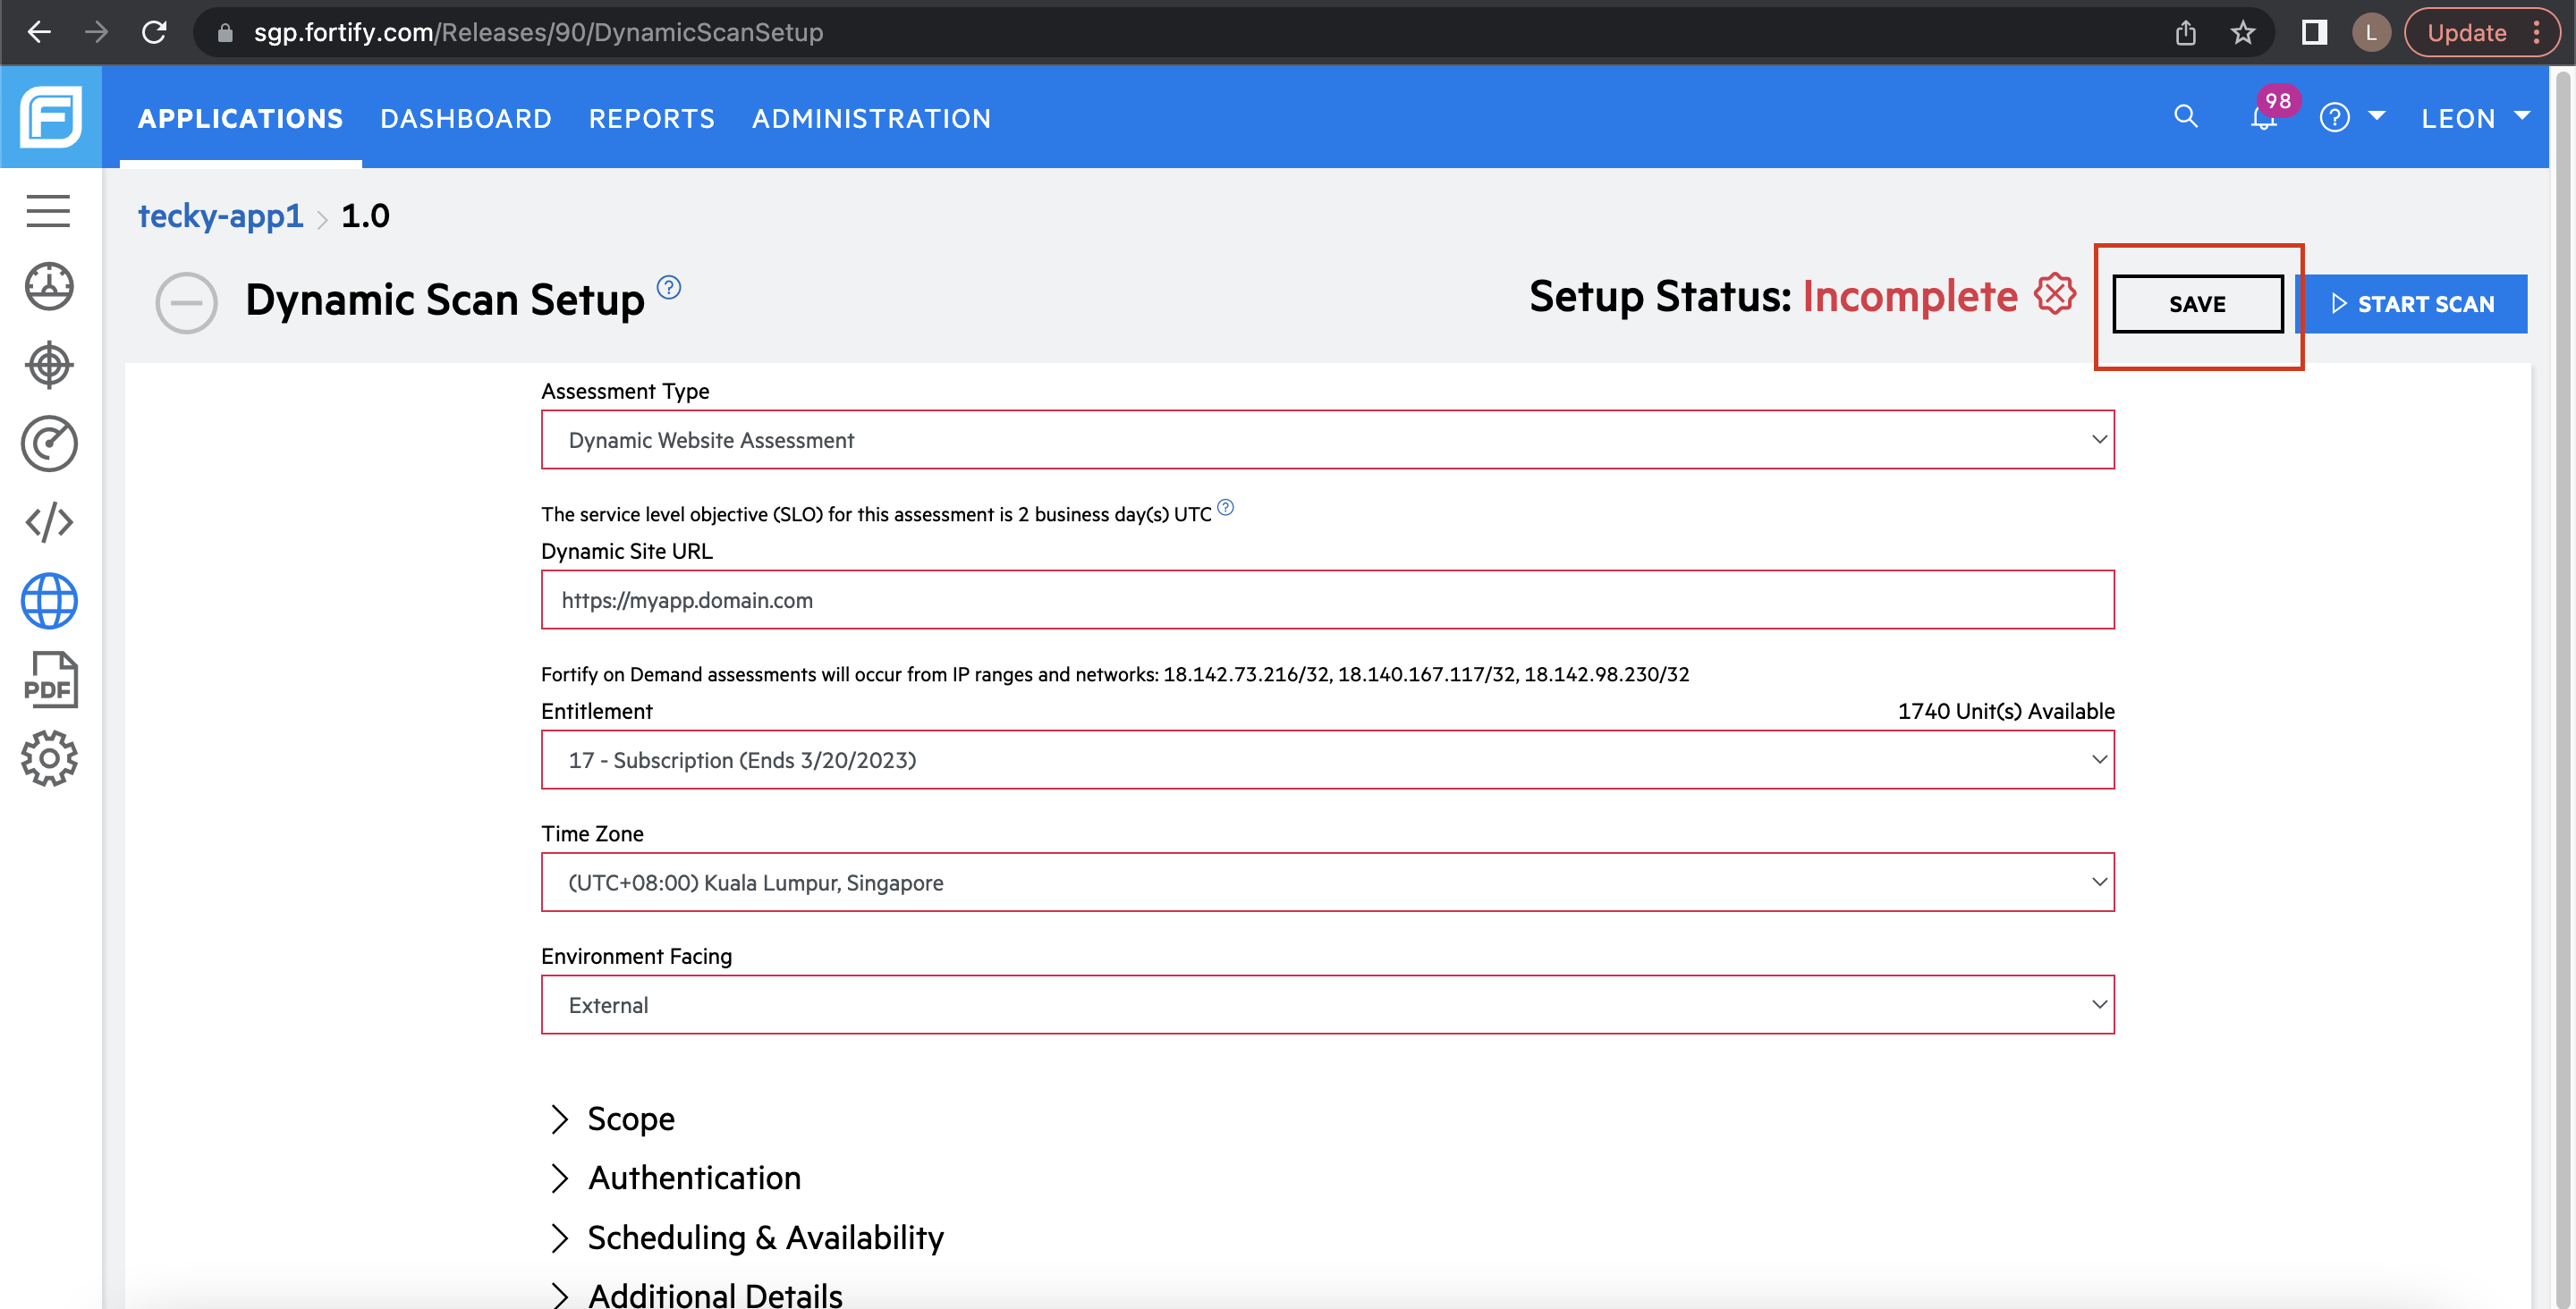 sgp.fortify.com/Releases/90/DynamicScanSetup
L
Update
F
APPLICATIONS DASHBOARD REPORTS ADMINISTRATION
98
?
LEON
tecky-app1 > 1.0
Dynamic Scan Setup ?
Setup Status: Incomplete
SAVE
START SCAN
Assessment Type
Dynamic Website Assessment
The service level objective (SLO) for this assessment is 2 business day(s) UTC ?
Dynamic Site URL
https://myapp.domain.com
Fortify on Demand assessments will occur from IP ranges and networks: 18.142.73.216/32, 18.140.167.117/32, 18.142.98.230/32
Entitlement
1740 Unit(s) Available
17 - Subscription (Ends 3/20/2023)
Time Zone
(UTC+08:00) Kuala Lumpur, Singapore
Environment Facing
External
Scope
Authentication
Scheduling & Availability
Additional Details
</>
PDF